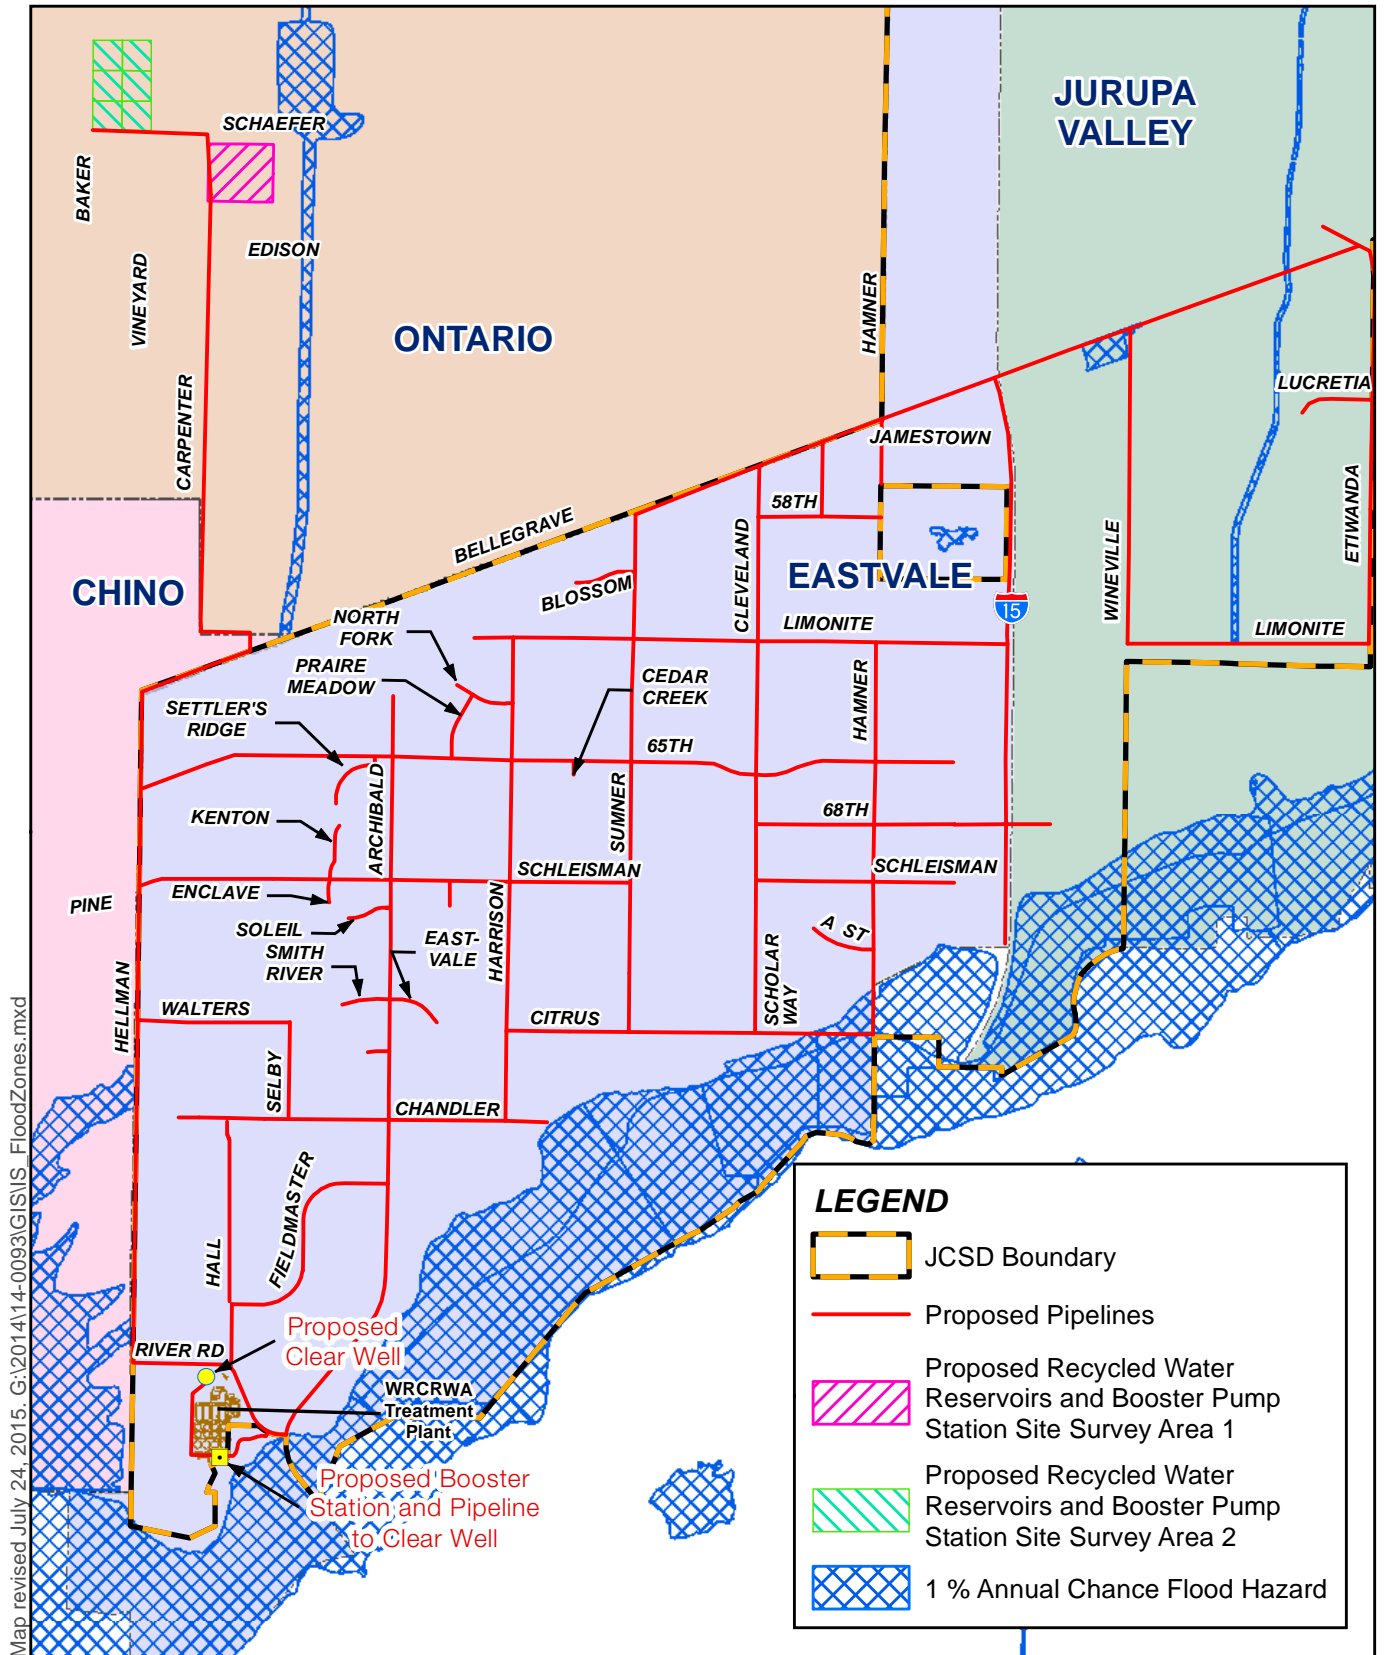 JURUPA
VALLEY
SCHAEFER
BAKER
EDISON
VINEYARD
ONTARIO
HAMNER
CARPENTER
LUCRETIA
JAMESTOWN
ETIWANDA
58TH
BELLEGRAVE
CLEVELAND
WINEVILLE
CHINO
EASTVALE
BLOSSOM
15
NORTH
FORK
LIMONITE
LIMONITE
PRAIRE
MEADOW
CEDAR
CREEK
SETTLER'S
RIDGE
HAMNER
65TH
ARCHIBALD
SUMNER
KENTON
68TH
SCHLEISMAN
SCHLEISMAN
ENCLAVE
PINE
HARRISON
SOLEIL
EAST-
VALE
A ST
SMITH
RIVER
SCHOLAR
WAY
HELLMAN
WALTERS
CITRUS
SELBY
CHANDLER
FIELDMASTER
HALL
RIVER RD
Proposed
Clear Well
WRCRWA
Treatment
Plant
Proposed Booster
Station and Pipeline
to Clear Well
LEGEND
JCSD Boundary
Proposed Pipelines
Proposed Recycled Water
Reservoirs and Booster Pump
Station Site Survey Area 1
Proposed Recycled Water
Reservoirs and Booster Pump
Station Site Survey Area 2
1 % Annual Chance Flood Hazard
Map revised July 24, 2015. G:\2014\14-0093\GIS\IS_FloodZones.mxd